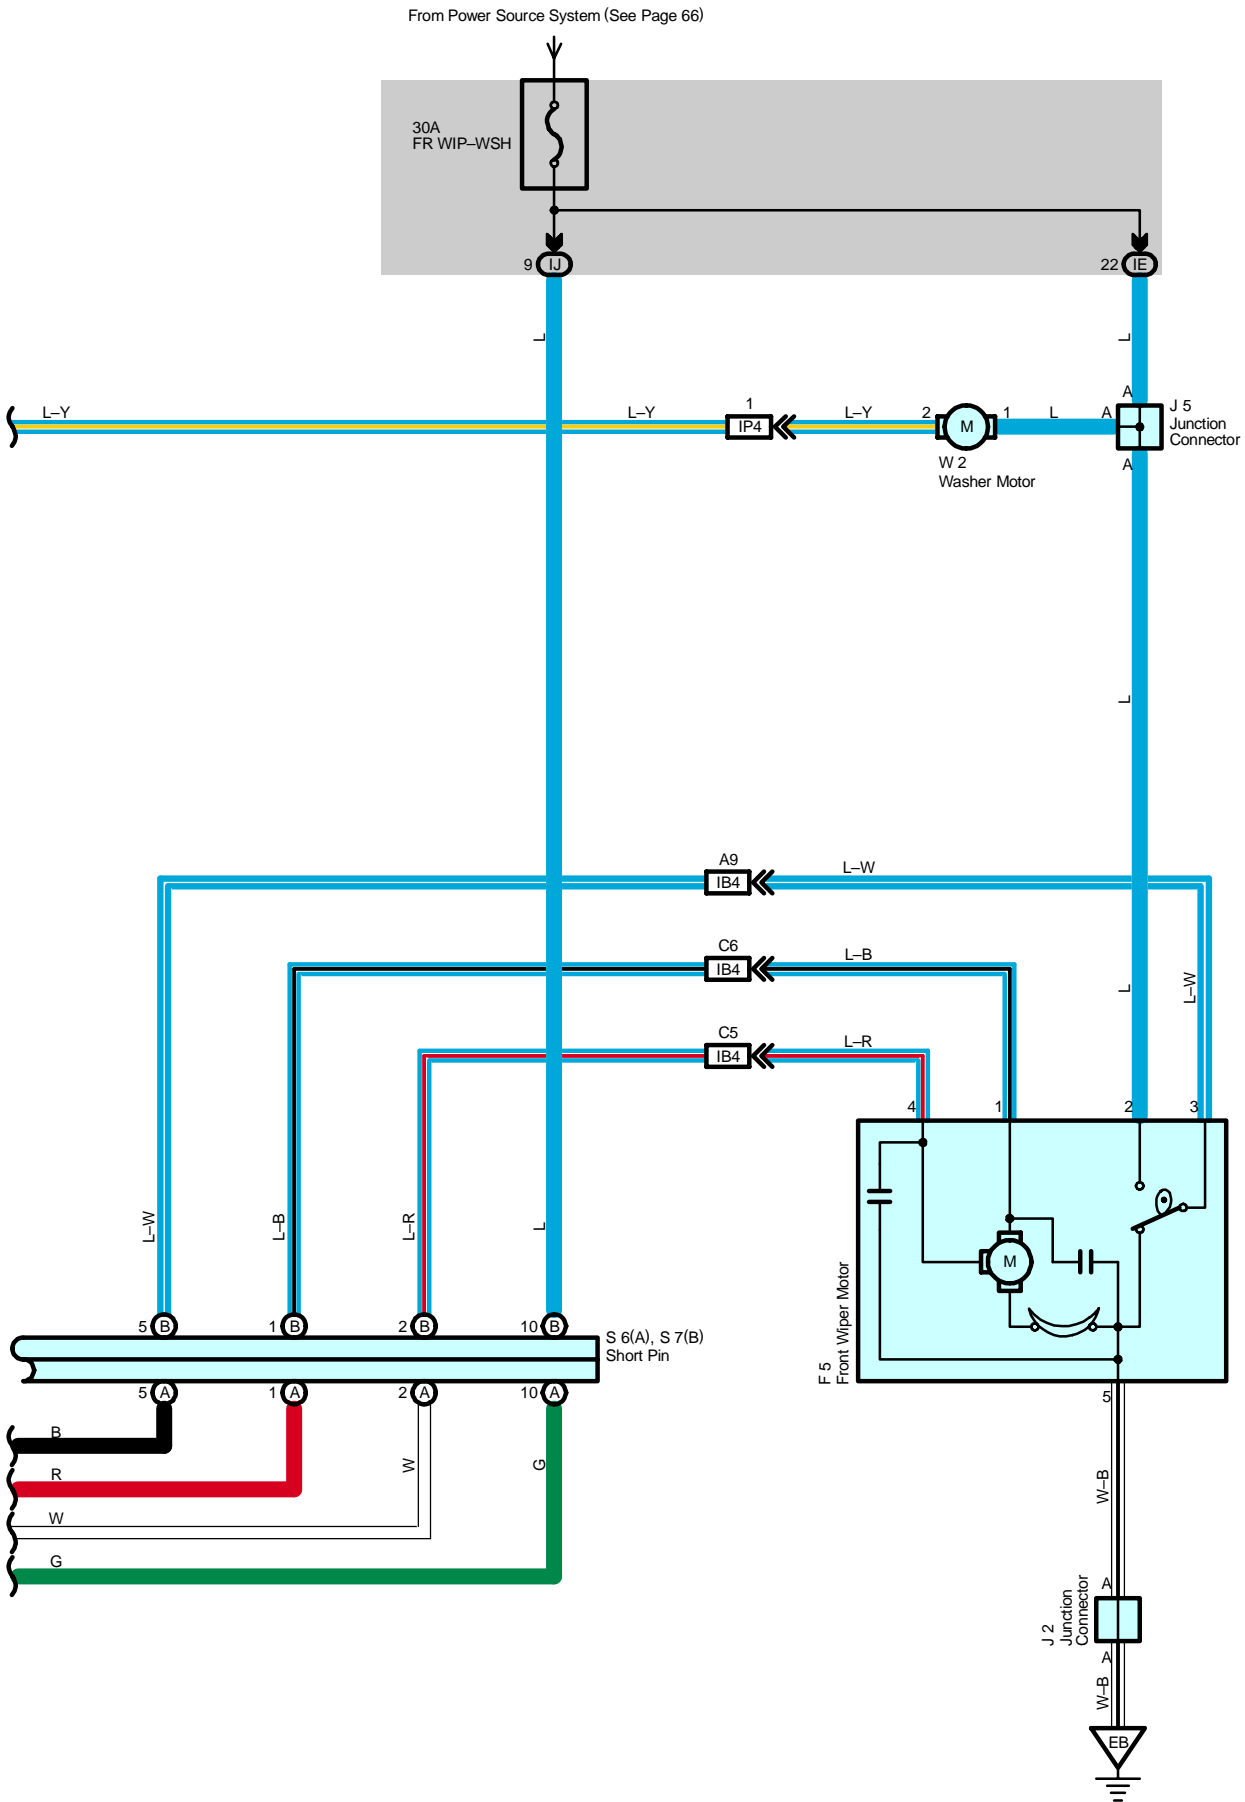 From Power Source System (See Page 66)
30A
FR WIP–WSH
9 IJ
22 IE
L
L
L–Y
L–Y
1
IP4
L–Y
2
M
1
L
A
A
A
J 5
Junction
Connector
W 2
Washer Motor
L
A9
IB4
L–W
C6
IB4
L–B
C5
IB4
L–R
L
L–W
4
1
2
3
L–W
L–B
L–R
L
M
F 5
Front Wiper Motor
5 B
1 B
2 B
10 B
S 6(A), S 7(B)
Short Pin
5 A
1 A
2 A
10 A
5
B
R
W
G
W
G
W–B
A
J 2
Junction
Connector
A
W–B
EB